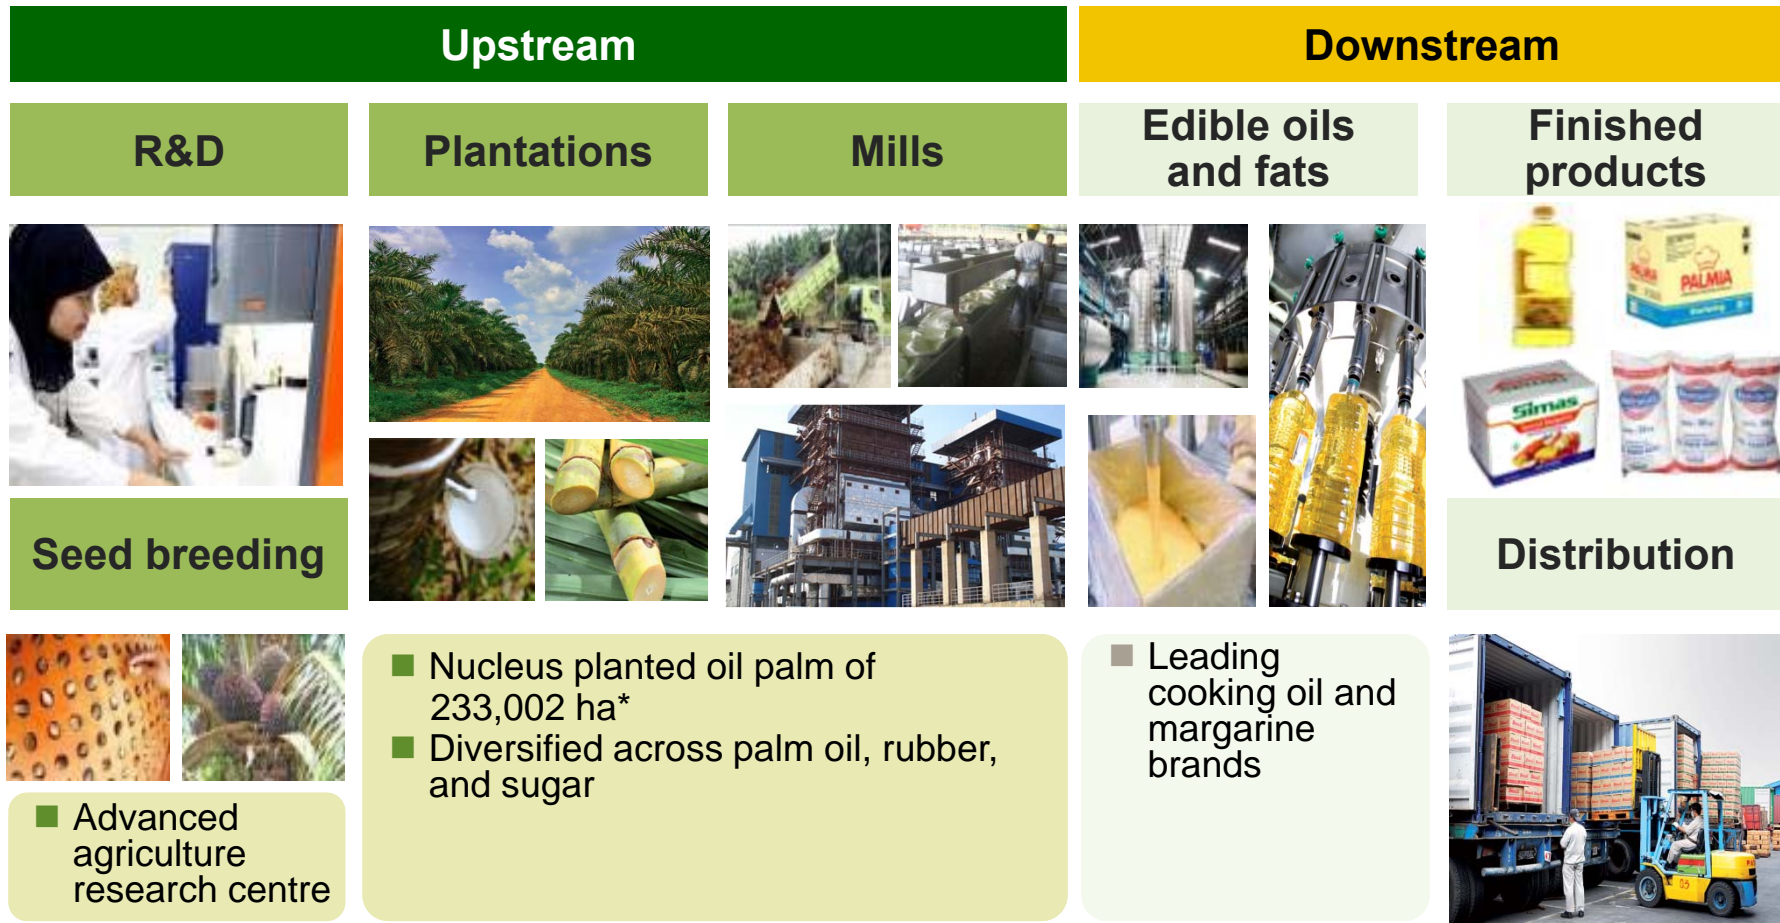 Upstream
Downstream
R&D
Plantations
Mills
Edible oils
and fats
Finished
products
PALMIA
Simas
Seed breeding
Distribution
■ Nucleus planted oil palm of
233,002 ha*
■ Diversified across palm oil, rubber,
and sugar
■ Leading
cooking oil and
margarine
brands
■ Advanced
agriculture
research centre